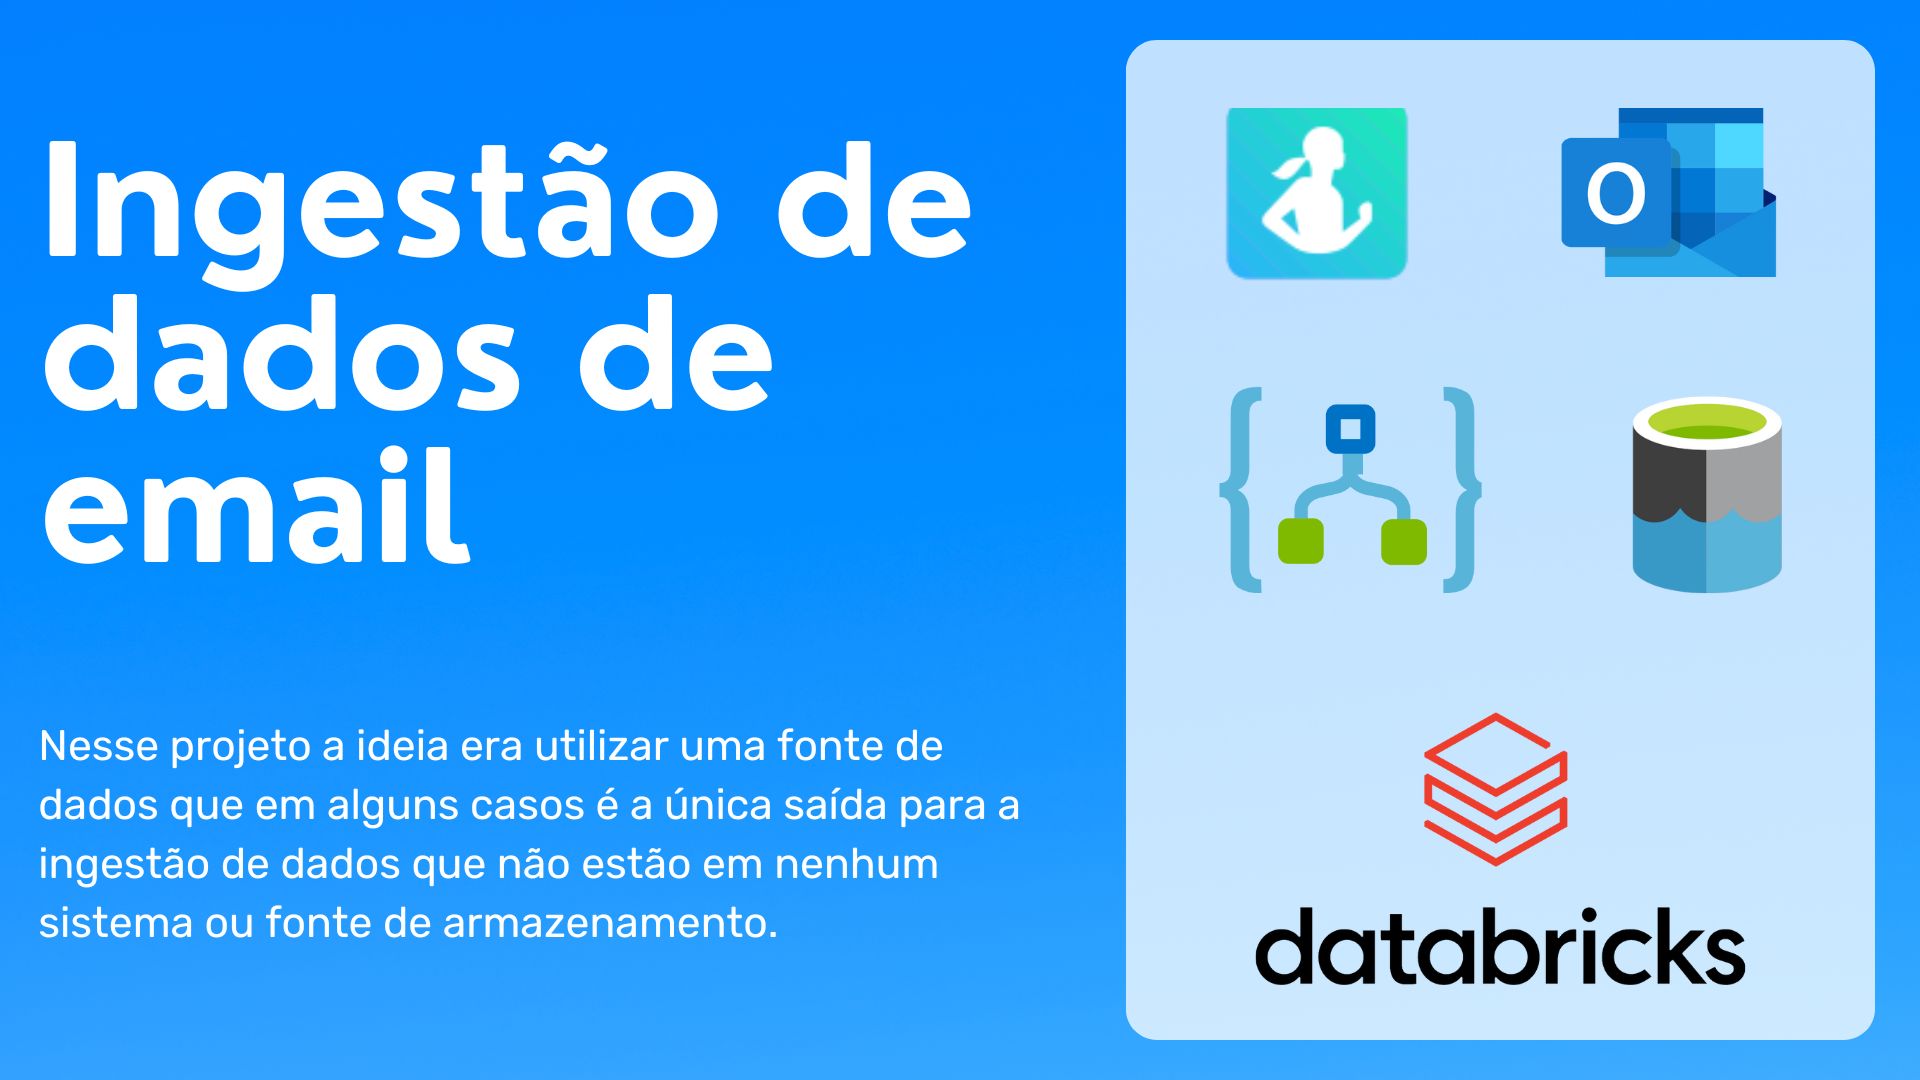 Ingestão de
dados de
email
Nesse projeto a ideia era utilizar uma fonte de
dados que em alguns casos é a única saída para a
ingestão de dados que não estão em nenhum
sistema ou fonte de armazenamento.
O
databricks